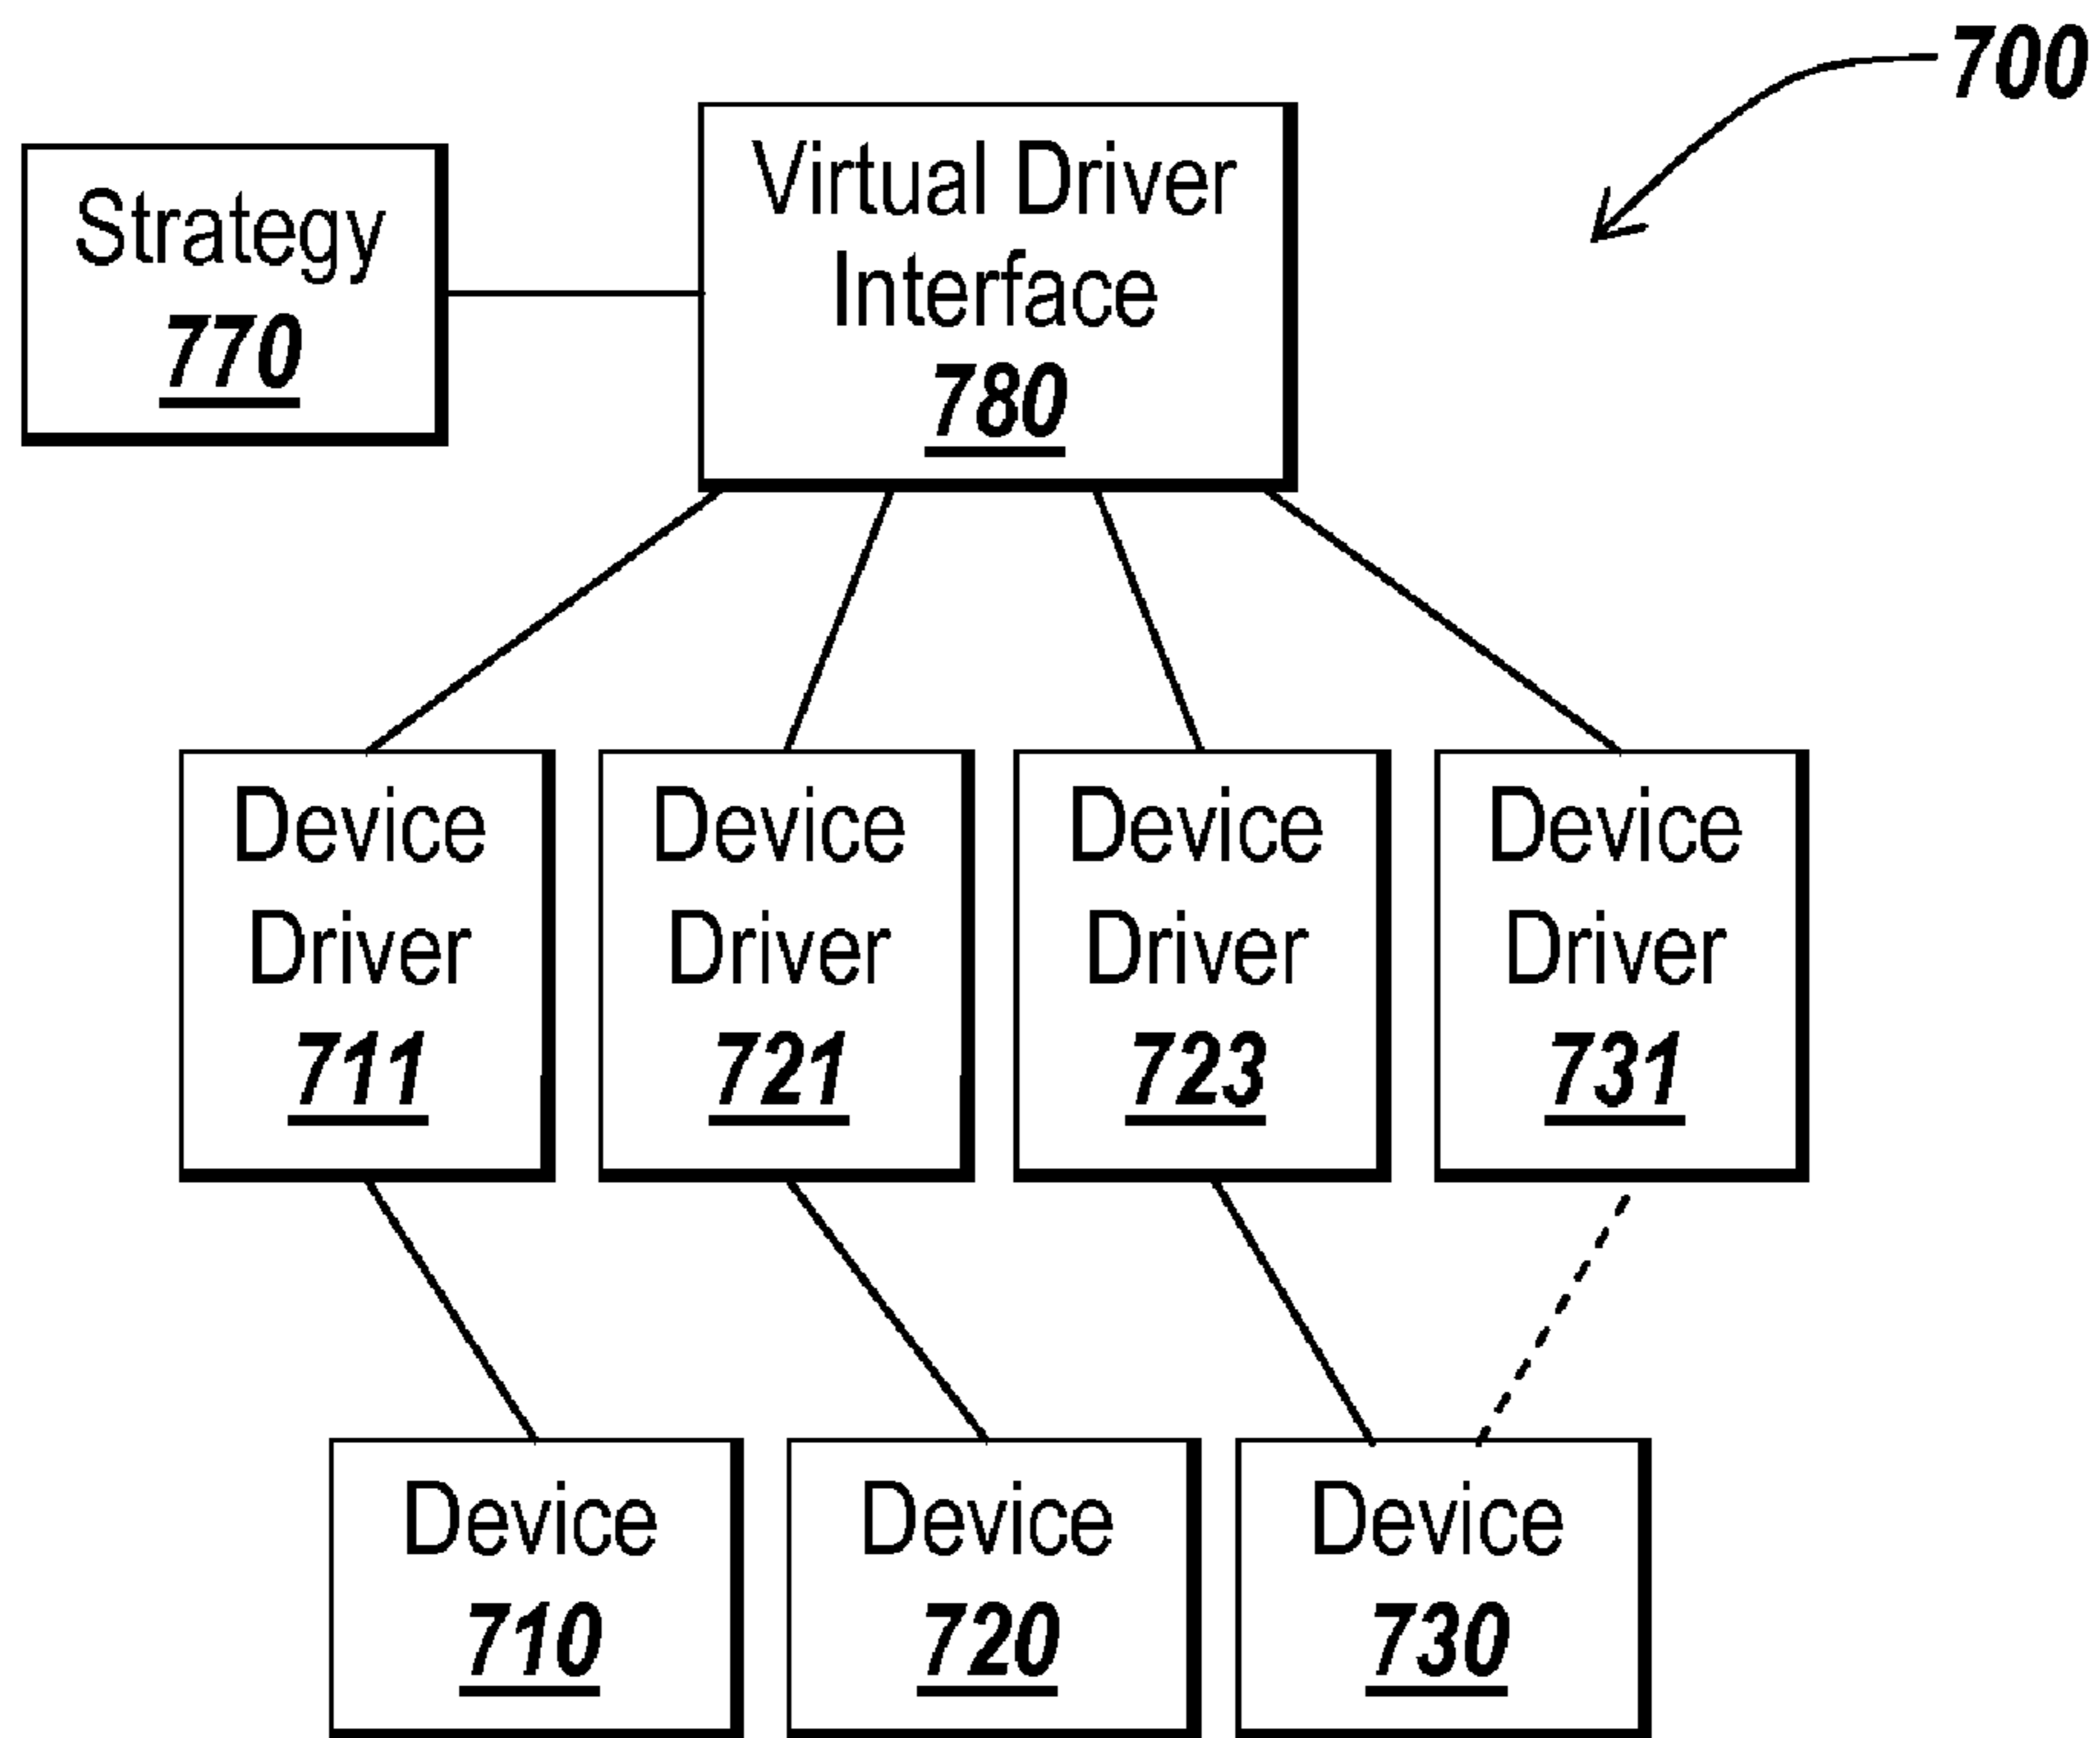 700
Strategy
770
Virtual Driver
Interface
780
Device
Driver
711
Device
Driver
721
Device
Driver
723
Device
Driver
731
Device
710
Device
720
Device
730